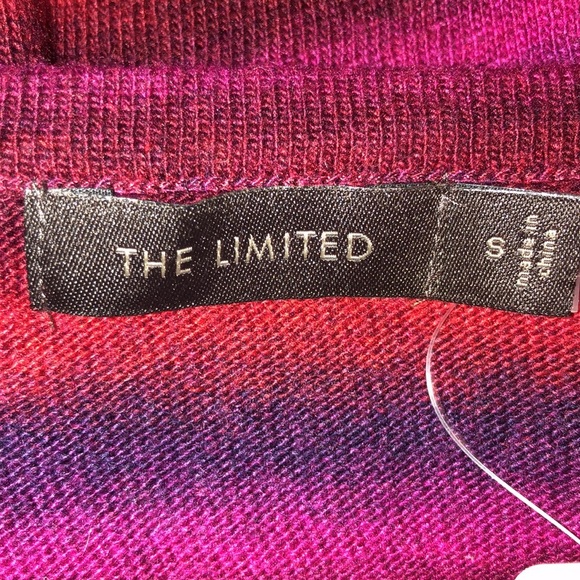 THE LIMITED
S
made in
china